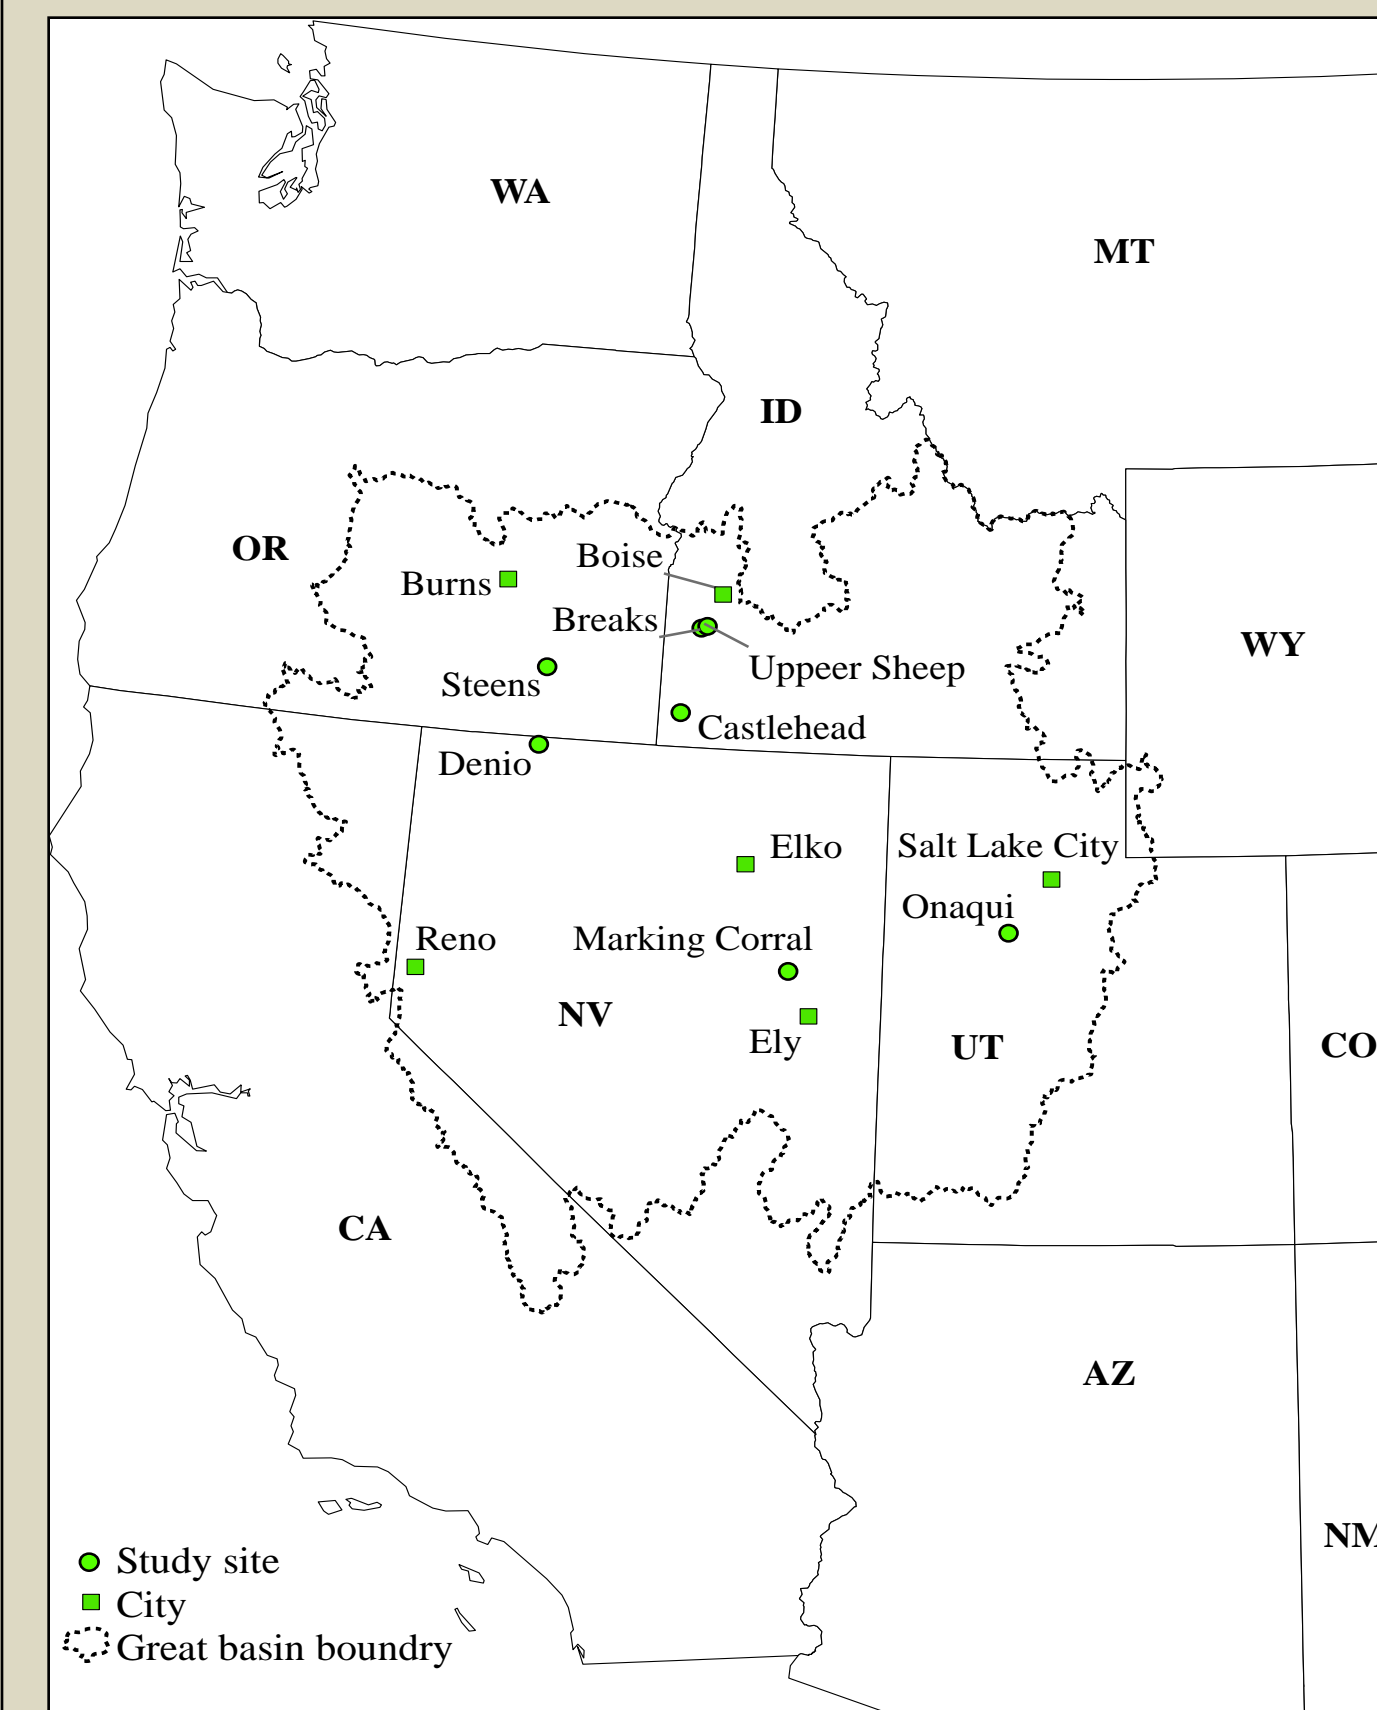 WA
MT
ID
OR
Boise
Burns
Breaks
WY
Uppeer Sheep
Steens
Castlehead
Denio
Elko
Salt Lake City
Onaqui
Reno
Marking Corral
NV
Ely
UT
CO
CA
AZ
NM
Study site
City
Great basin boundry